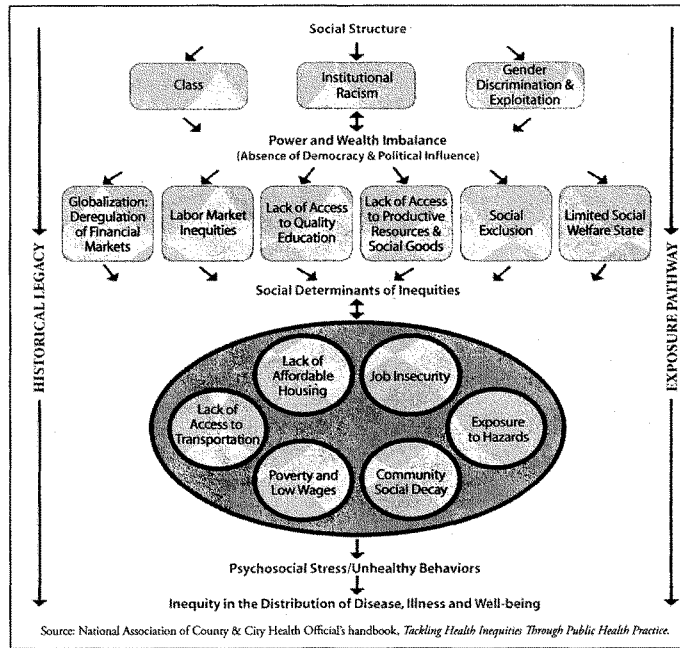 Social Structure
Class
Institutional
Racism
Gender
Discrimination &
Exploitation
Power and Wealth Imbalance
(Absence of Democracy & Political Influence)
Globalization:
Deregulation
of Financial
Markets
Labor Market
Inequities
Lack of Access
to Quality
Education
Lack of Access
to Productive
Resources &
Social Goods
Social
Exclusion
Limited Social
Welfare State
Social Determinants of Inequities
HISTORICAL LEGACY
EXPOSURE PATHWAY
Lack of
Affordable
Housing
Job Insecurity
Lack of
Access to
Transportation
Exposure
to Hazards
Poverty and
Low Wages
Community
Social Decay
Psychosocial Stress/Unhealthy Behaviors
Inequity in the Distribution of Disease, Illness and Well-being
Source: National Association of County & City Health Official's handbook, Tackling Health Inequities Through Public Health Practice.